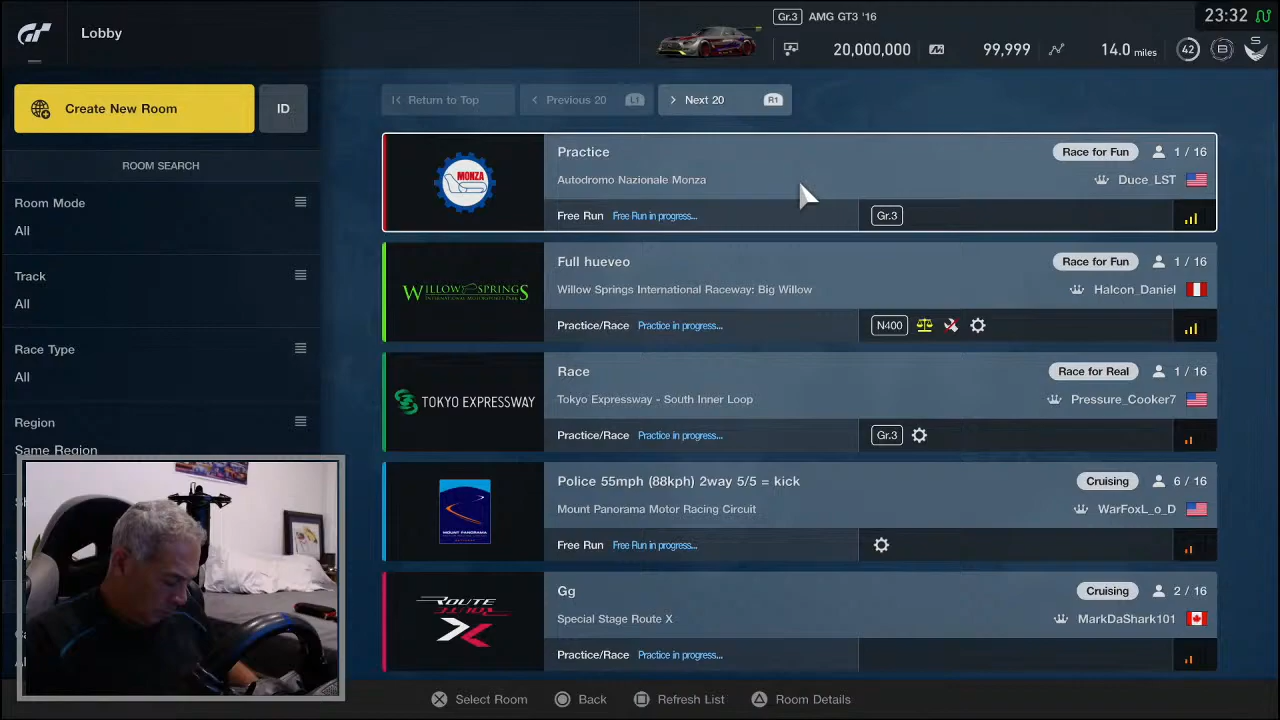 Lobby
Gr.3 AMG GT3 '16
23:32
20,000,000 99,999 14.0 miles 42 B S
Create New Room ID
Return to Top Previous 20 L1 Next 20 R1
ROOM SEARCH
Room Mode
All
Track
All
Race Type
All
Region
Same Region
MONZA
Practice Race for Fun 1 / 16
Autodromo Nazionale Monza Duce_LST
Free Run Free Run in progress... Gr.3
WILLOW SPRINGS
INTERNATIONAL MOTORSPORTS PARK
Full hueveo Race for Fun 1 / 16
Willow Springs International Raceway: Big Willow Halcon_Daniel
Practice/Race Practice in progress... N400
TOKYO EXPRESSWAY
Race Race for Real 1 / 16
Tokyo Expressway - South Inner Loop Pressure_Cooker7
Practice/Race Practice in progress... Gr.3
MOUNT PANORAMA
Police 55mph (88kph) 2way 5/5 = kick Cruising 6 / 16
Mount Panorama Motor Racing Circuit WarFoxL_o_D
Free Run Free Run in progress...
ROUTE
X
Gg Cruising 2 / 16
Special Stage Route X MarkDaShark101
Practice/Race Practice in progress...
Select Room Back Refresh List Room Details